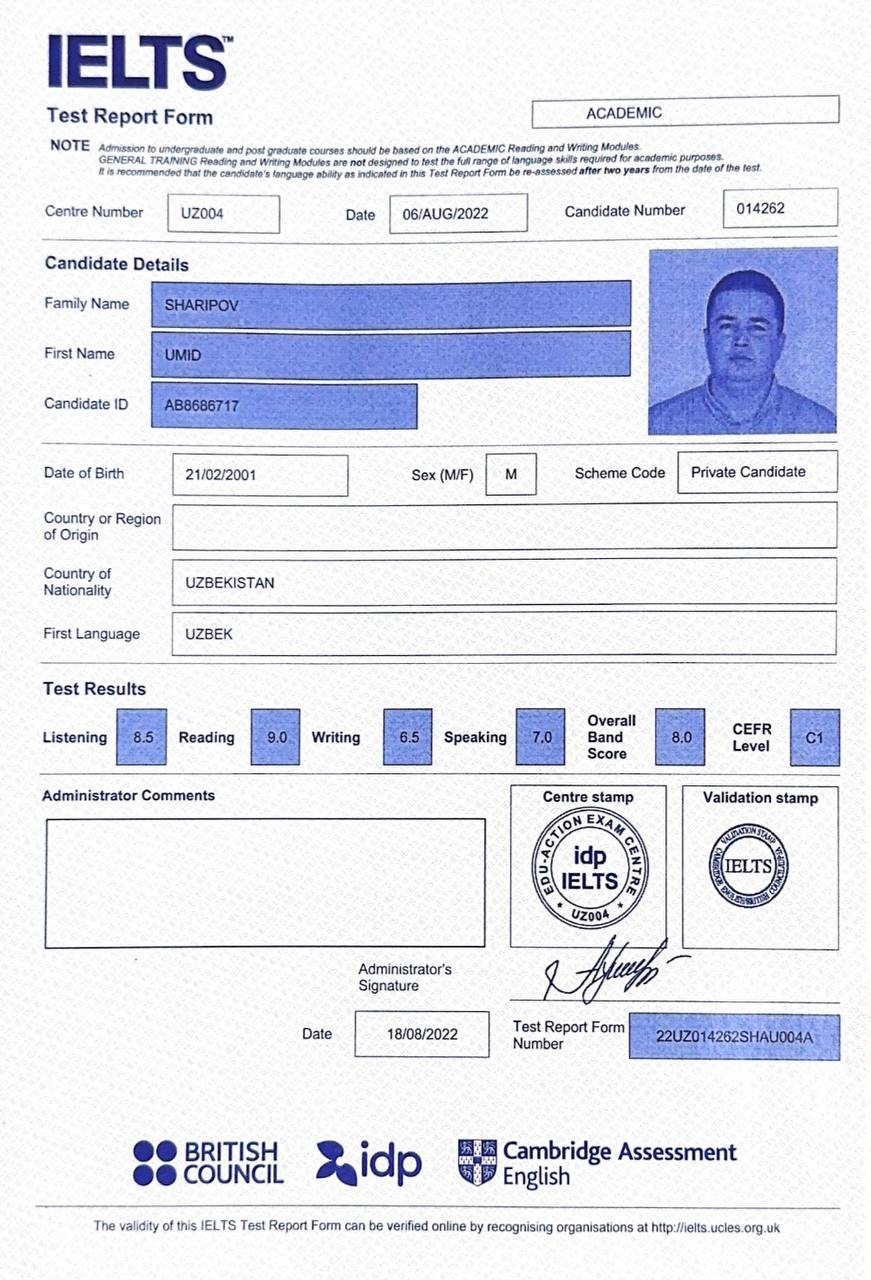 IELTS™
Test Report Form
ACADEMIC
NOTE Admission to undergraduate and post graduate courses should be based on the ACADEMIC Reading and Writing Modules.
GENERAL TRAINING Reading and Writing Modules are not designed to test the full range of language skills required for academic purposes.
It is recommended that the candidate's language ability as indicated in this Test Report Form be re-assessed after two years from the date of the test.
Centre Number UZ004 Date 06/AUG/2022 Candidate Number 014262
Candidate Details
Family Name SHARIPOV
First Name UMID
Candidate ID AB8686717
Date of Birth 21/02/2001 Sex (M/F) M Scheme Code Private Candidate
Country or Region
of Origin
Country of
Nationality UZBEKISTAN
First Language UZBEK
Test Results
Listening 8.5 Reading 9.0 Writing 6.5 Speaking 7.0 Overall Band Score 8.0 CEFR Level C1
Administrator Comments
Centre stamp
EDU-ACTION EXAM CENTRE
idp
IELTS
UZ004
Validation stamp
VALIDATION STAMP
IELTS
Administrator's
Signature
Date 18/08/2022
Test Report Form
Number 22UZ014262SHAU004A
BRITISH
COUNCIL
idp
Cambridge Assessment
English
The validity of this IELTS Test Report Form can be verified online by recognising organisations at http://ielts.ucles.org.uk